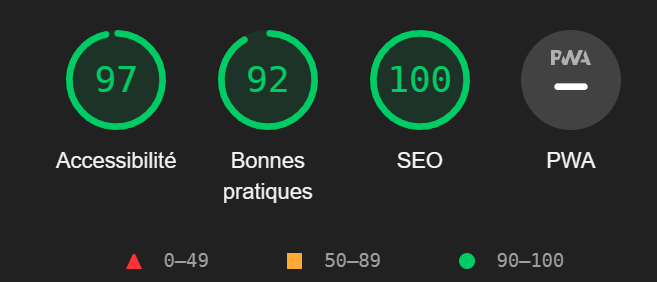 97
92
100
PWA
Accessibilité
Bonnes
pratiques
SEO
PWA
0–49
50–89
90–100